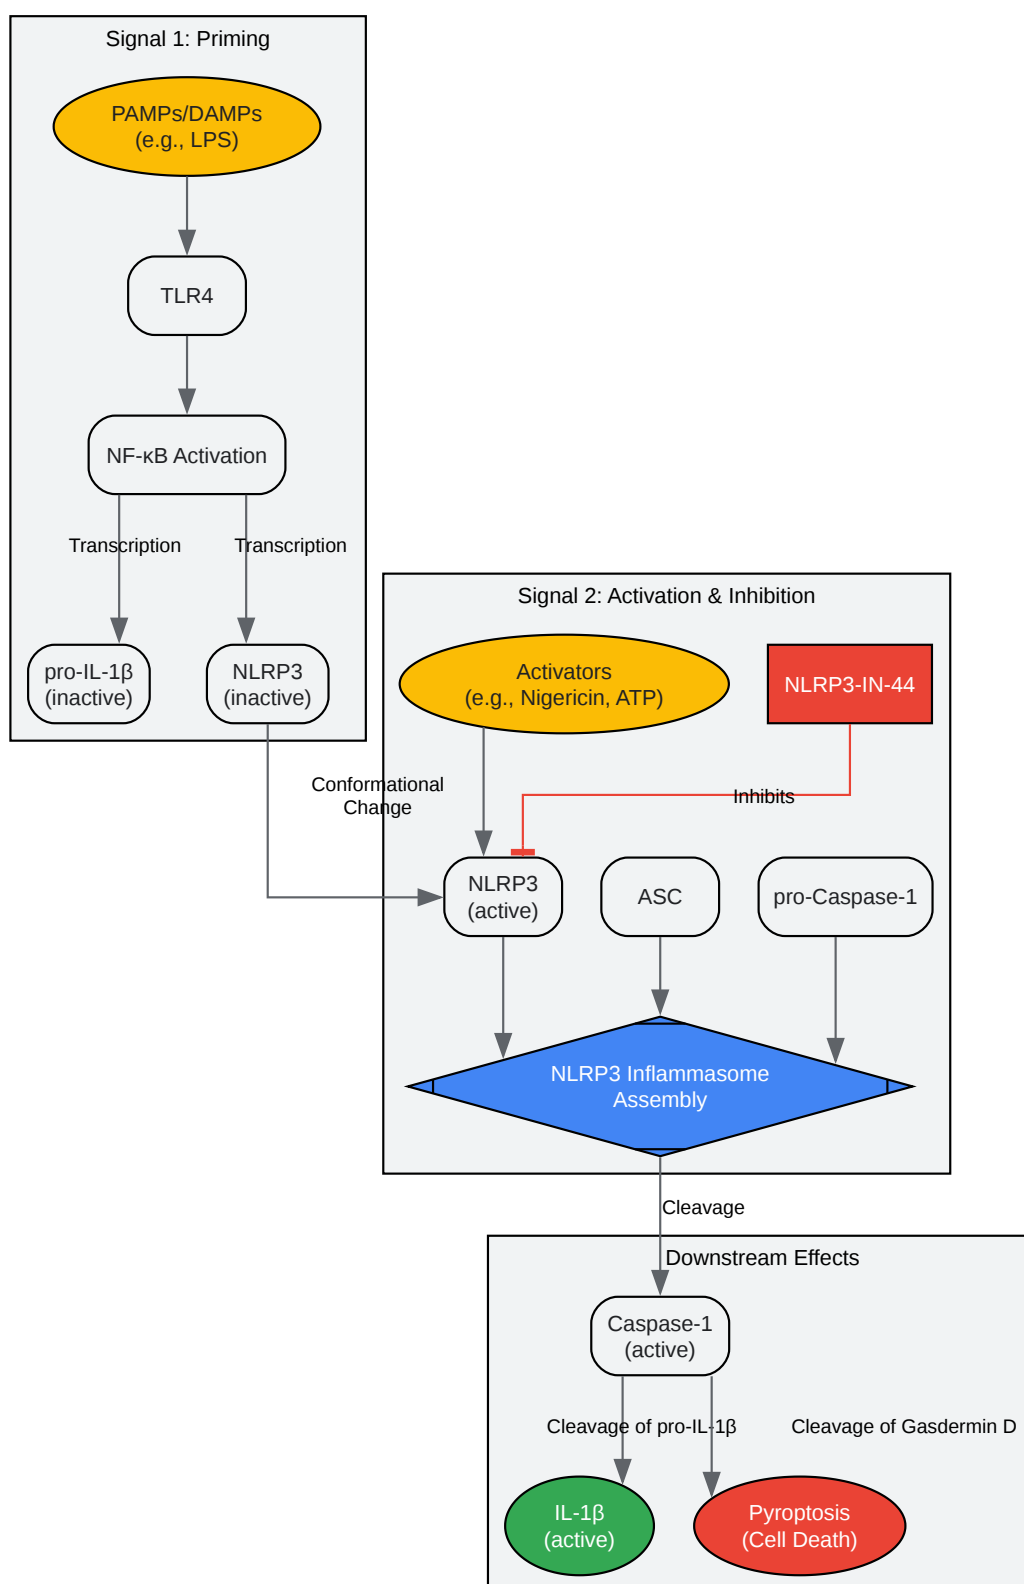 Signal 1: Priming
PAMPs/DAMPs
(e.g., LPS)
TLR4
NF-κB Activation
Transcription
Transcription
pro-IL-1β
(inactive)
NLRP3
(inactive)
Signal 2: Activation & Inhibition
Activators
(e.g., Nigericin, ATP)
NLRP3-IN-44
Conformational
Change
Inhibits
NLRP3
(active)
ASC
pro-Caspase-1
NLRP3 Inflammasome
Assembly
Cleavage
Downstream Effects
Caspase-1
(active)
Cleavage of pro-IL-1β
Cleavage of Gasdermin D
IL-1β
(active)
Pyroptosis
(Cell Death)